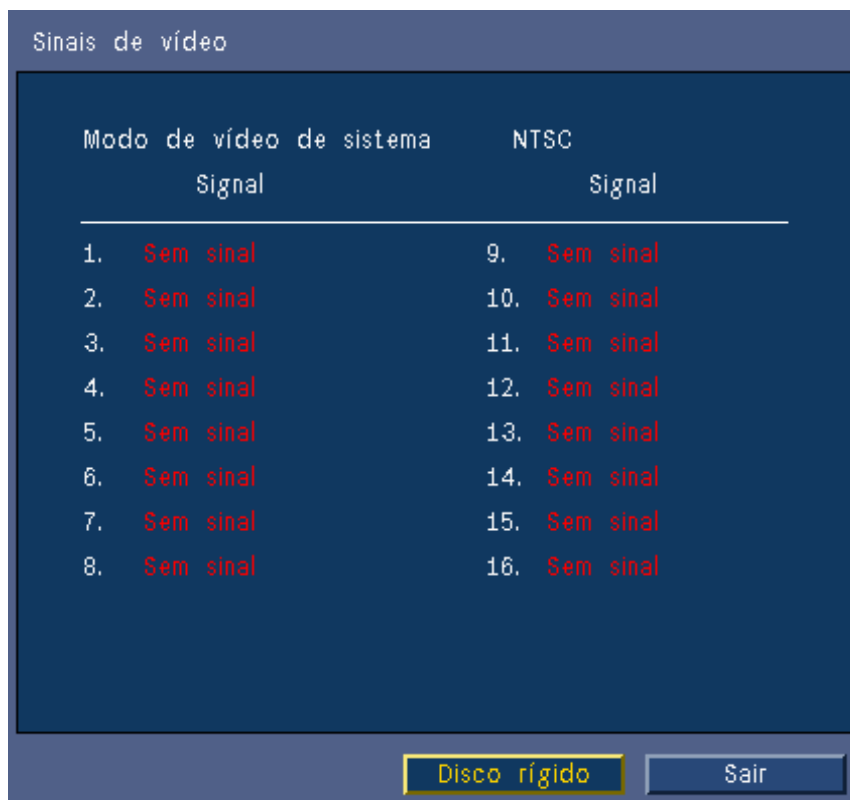 Sinais de vídeo
Modo de vídeo de sistema NTSC
Signal Signal
1. Sem sinal 9. Sem sinal
2. Sem sinal 10. Sem sinal
3. Sem sinal 11. Sem sinal
4. Sem sinal 12. Sem sinal
5. Sem sinal 13. Sem sinal
6. Sem sinal 14. Sem sinal
7. Sem sinal 15. Sem sinal
8. Sem sinal 16. Sem sinal
Disco rígido Sair